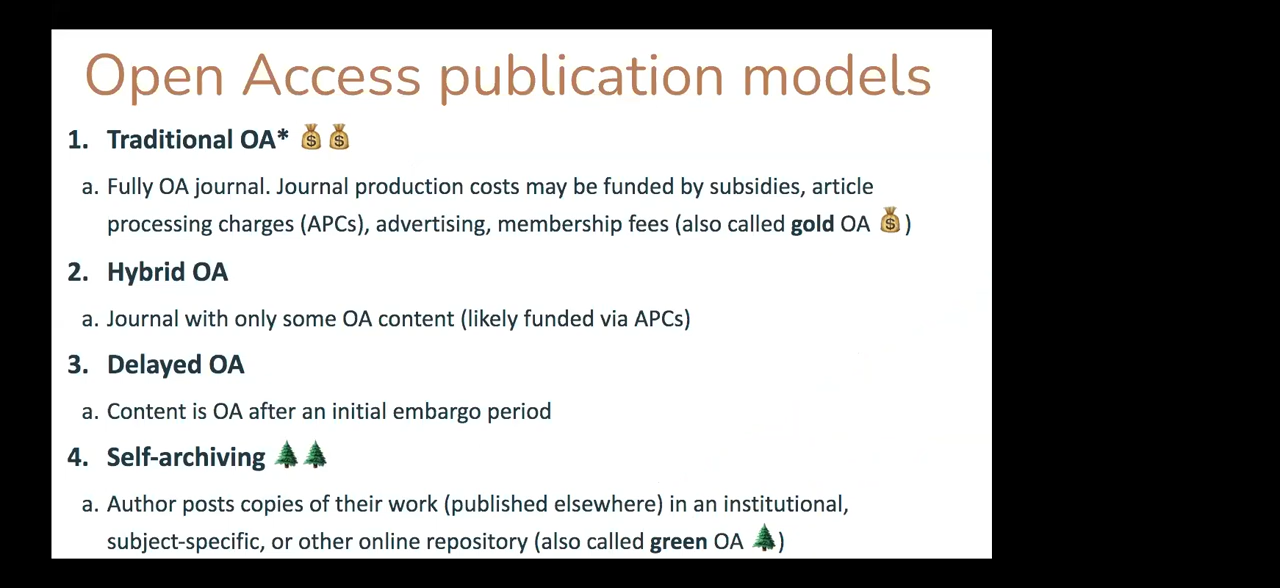 Open Access publication models
1. Traditional OA* 💰💰
a. Fully OA journal. Journal production costs may be funded by subsidies, article
processing charges (APCs), advertising, membership fees (also called gold OA 💰)
2. Hybrid OA
a. Journal with only some OA content (likely funded via APCs)
3. Delayed OA
a. Content is OA after an initial embargo period
4. Self-archiving 🌲🌲
a. Author posts copies of their work (published elsewhere) in an institutional,
subject-specific, or other online repository (also called green OA 🌲)